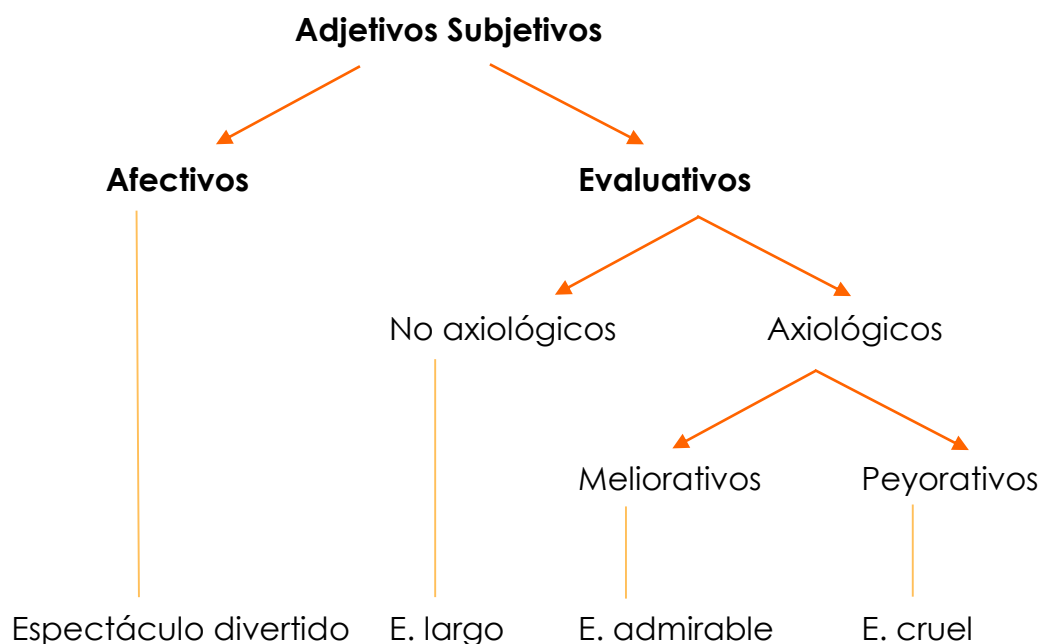 Adjetivos Subjetivos
Afectivos
Evaluativos
No axiológicos
Axiológicos
Meliorativos
Peyorativos
Espectáculo divertido
E. largo
E. admirable
E. cruel